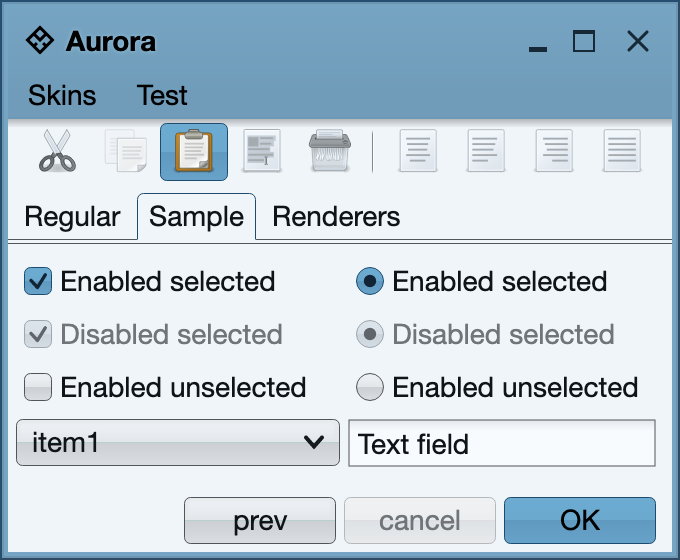 Aurora
Skins Test
Regular Sample Renderers
Enabled selected Enabled selected
Disabled selected Disabled selected
Enabled unselected Enabled unselected
item1 Text field
prev cancel OK